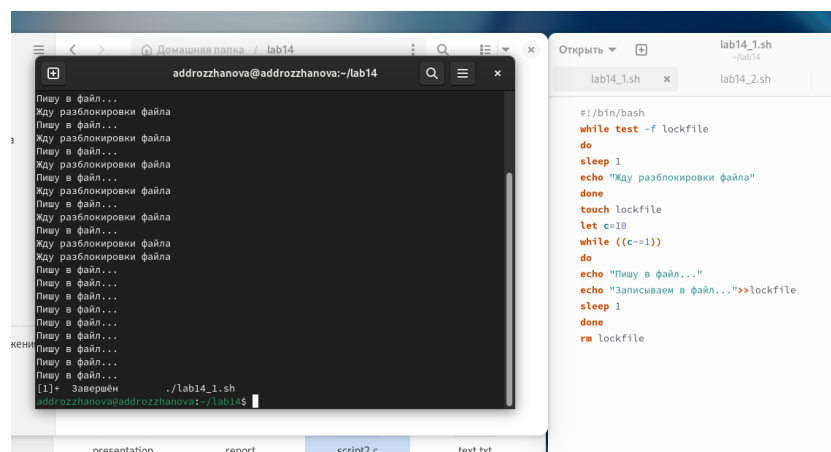 Домашняя папка / lab14
addrozzhanova@addrozzhanova:~/lab14
Пишу в файл...
Жду разблокировки файла
Пишу в файл...
Жду разблокировки файла
Пишу в файл...
Жду разблокировки файла
Пишу в файл...
Жду разблокировки файла
Пишу в файл...
Жду разблокировки файла
Пишу в файл...
Жду разблокировки файла
Жду разблокировки файла
Пишу в файл...
Пишу в файл...
Пишу в файл...
Пишу в файл...
Пишу в файл...
Пишу в файл...
Пишу в файл...
Пишу в файл...
Пишу в файл...
[1]+ Завершён ./lab14_1.sh
addrozzhanova@addrozzhanova:~/lab14$
presentation report script2.c text.txt
Открыть
lab14_1.sh
~/lab14
lab14_1.sh × lab14_2.sh
#!/bin/bash
while test -f lockfile
do
sleep 1
echo "Жду разблокировки файла"
done
touch lockfile
let c=10
while ((c-=1))
do
echo "Пишу в файл..."
echo "Записываем в файл...">>lockfile
sleep 1
done
rm lockfile